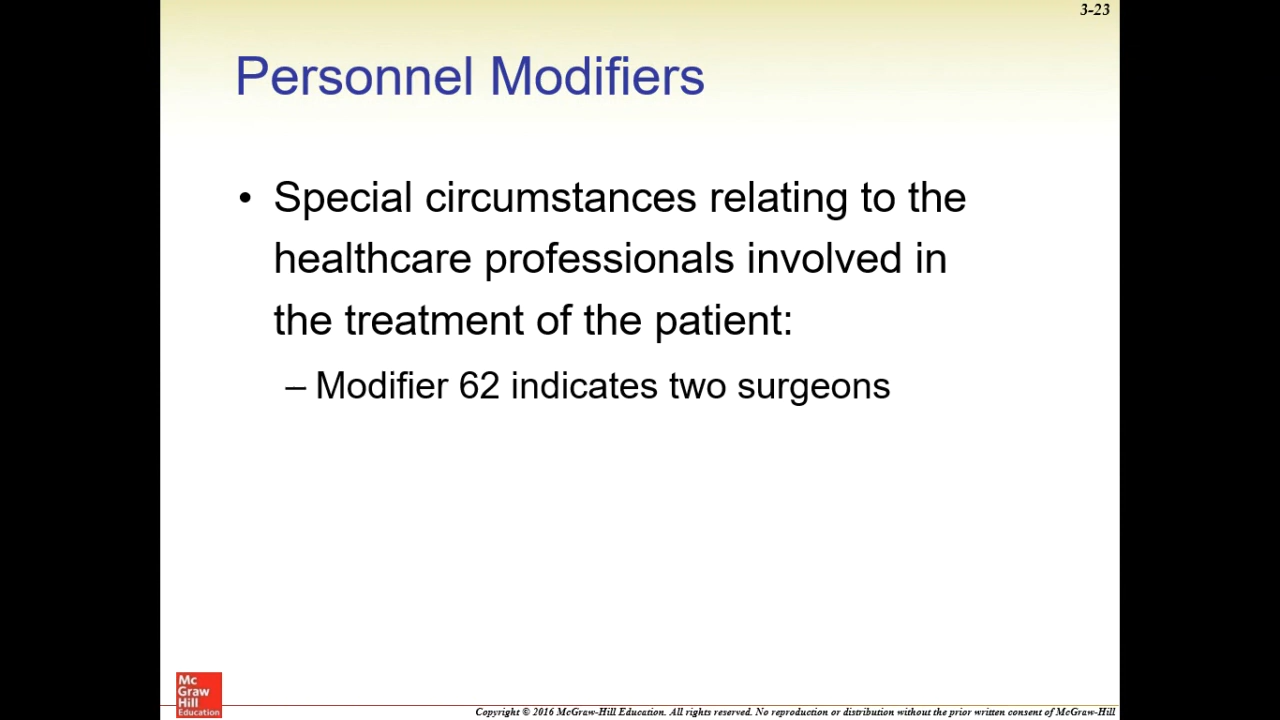 3-23
Personnel Modifiers
• Special circumstances relating to the
healthcare professionals involved in
the treatment of the patient:
– Modifier 62 indicates two surgeons
Mc
Graw
Hill
Education
Copyright © 2016 McGraw-Hill Education. All rights reserved. No reproduction or distribution without the prior written consent of McGraw-Hill